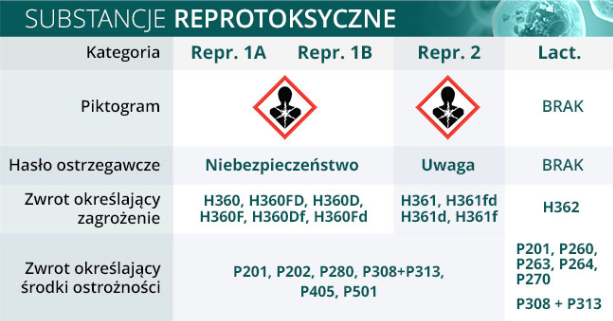 SUBSTANCJE REPROTOKSYCZNE
Kategoria Repr. 1A Repr. 1B Repr. 2 Lact.
Piktogram BRAK
Hasło ostrzegawcze Niebezpieczeństwo Uwaga BRAK
Zwrot określający zagrożenie
H360, H360FD, H360D,
H360F, H360Df, H360Fd
H361, H361fd
H361d, H361f
H362
Zwrot określający
środki ostrożności
P201, P202, P280, P308+P313,
P405, P501
P201, P260,
P263, P264,
P270
P308 + P313